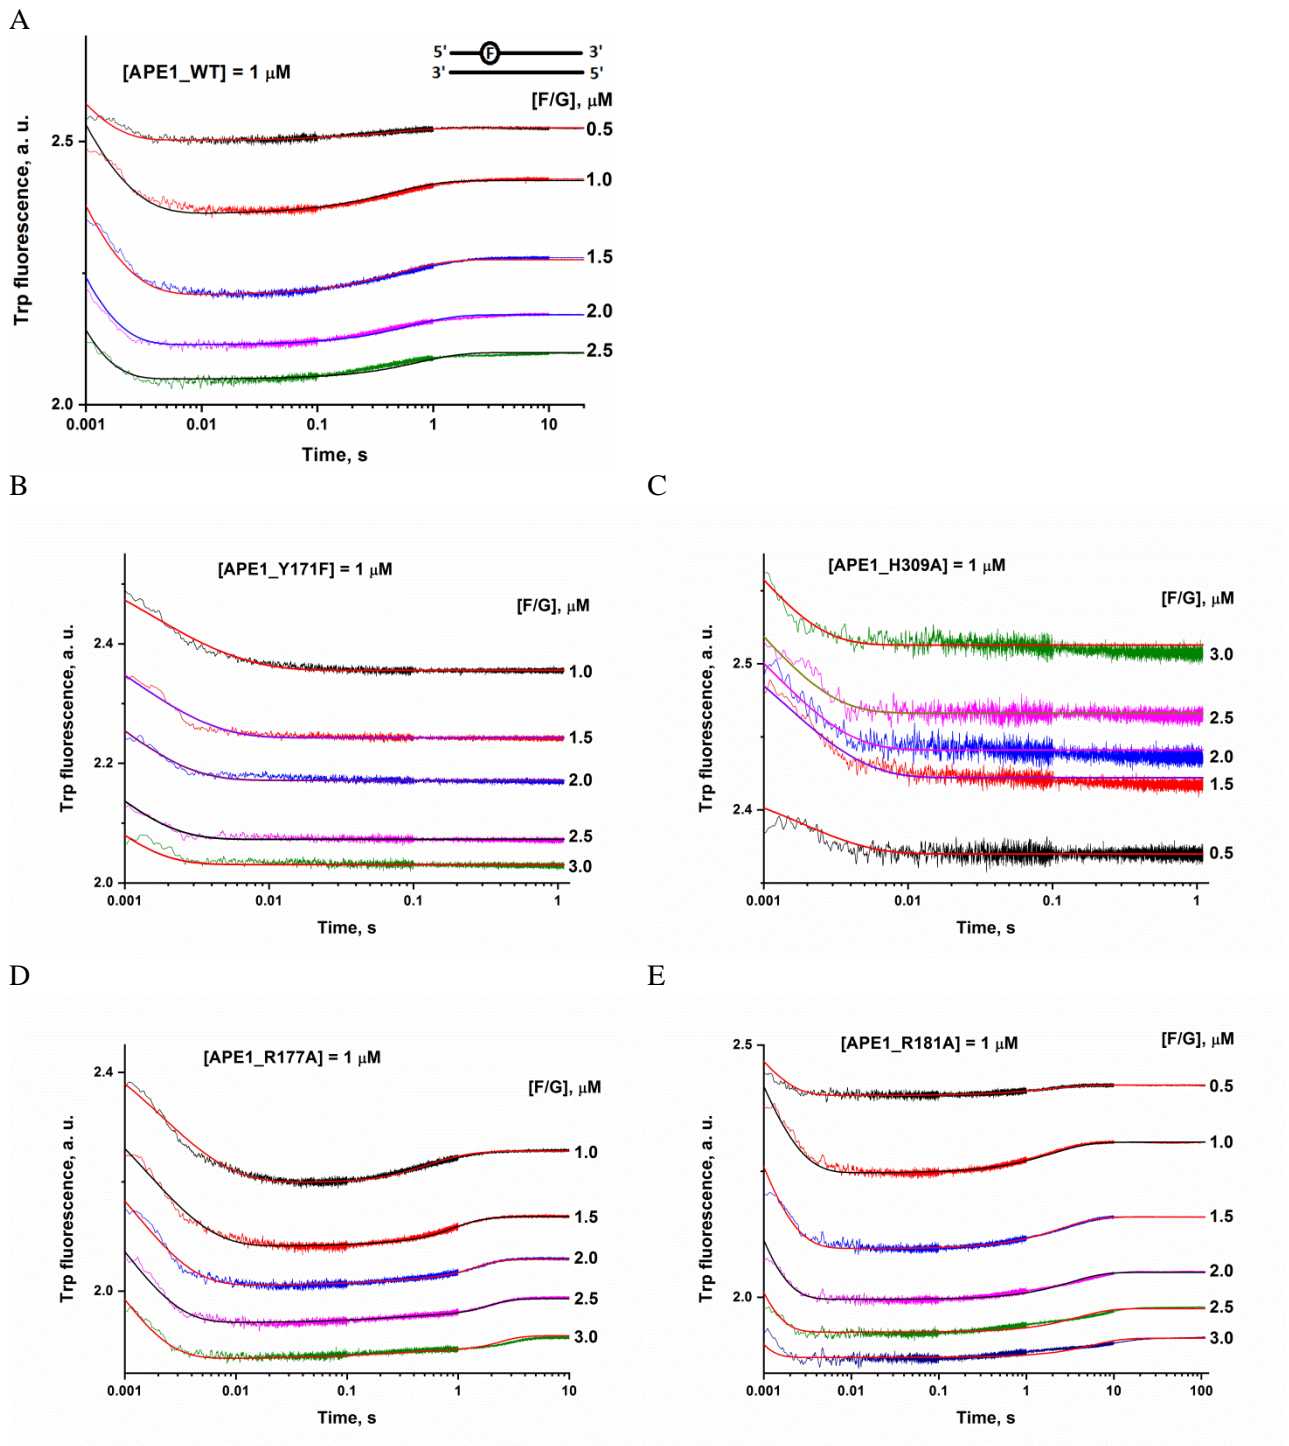 A
[APE1_WT] = 1 μM
5' F 3'
3' 5'
[F/G], μM
0.5
1.0
1.5
2.0
2.5
Trp fluorescence, a. u.
2.5
2.0
0.001 0.01 0.1 1 10
Time, s
B
[APE1_Y171F] = 1 μM
[F/G], μM
1.0
1.5
2.0
2.5
3.0
Trp fluorescence, a. u.
2.4
2.2
2.0
0.001 0.01 0.1 1
Time, s
C
[APE1_H309A] = 1 μM
[F/G], μM
3.0
2.5
2.0
1.5
0.5
Trp fluorescence, a. u.
2.5
2.4
0.001 0.01 0.1 1
Time, s
D
[APE1_R177A] = 1 μM
[F/G], μM
1.0
1.5
2.0
2.5
3.0
Trp fluorescence, a. u.
2.4
2.0
0.001 0.01 0.1 1 10
Time, s
E
[APE1_R181A] = 1 μM
[F/G], μM
0.5
1.0
1.5
2.0
2.5
3.0
Trp fluorescence, a. u.
2.5
2.0
0.001 0.01 0.1 1 10 100
Time, s